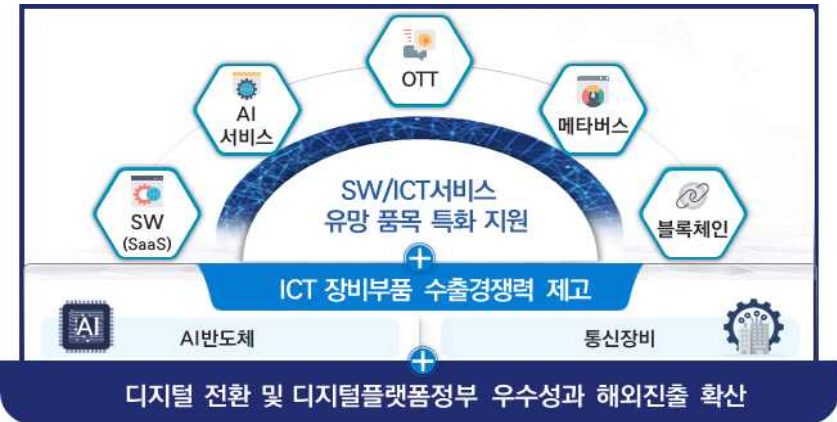 OTT
AI
서비스
메타버스
SW
(SaaS)
블록체인
SW/ICT서비스
유망 품목 특화 지원
ICT 장비부품 수출경쟁력 제고
AI
AI반도체
통신장비
디지털 전환 및 디지털플랫폼정부 우수성과 해외진출 확산